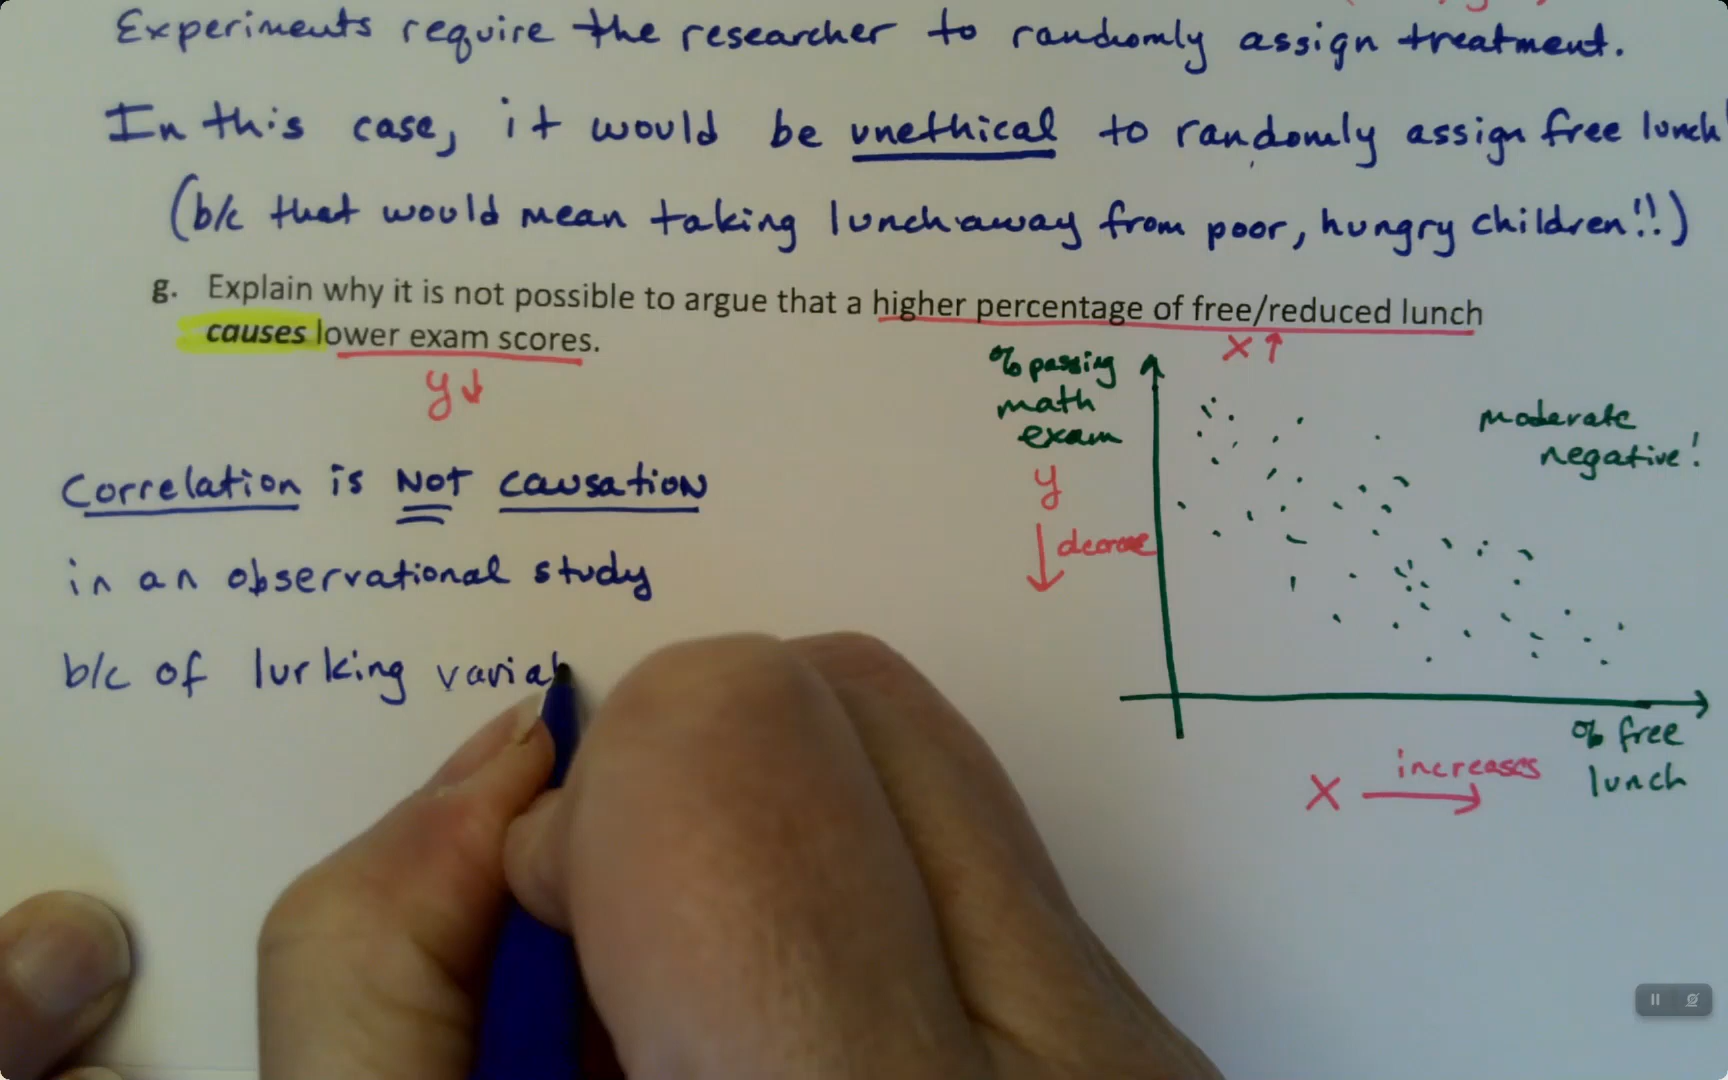 Experiments require the researcher to randomly assign treatment.
In this case, it would be unethical to randomly assign free lunch
(b/c that would mean taking lunch away from poor, hungry children!!)
g. Explain why it is not possible to argue that a higher percentage of free/reduced lunch
causes lower exam scores.
x ↑
y ↓
Correlation is NOT causation
in an observational study
b/c of lurking variab
% passing
math
exam
y
↓ decrease
moderate
negative!
% free
lunch
x → increases